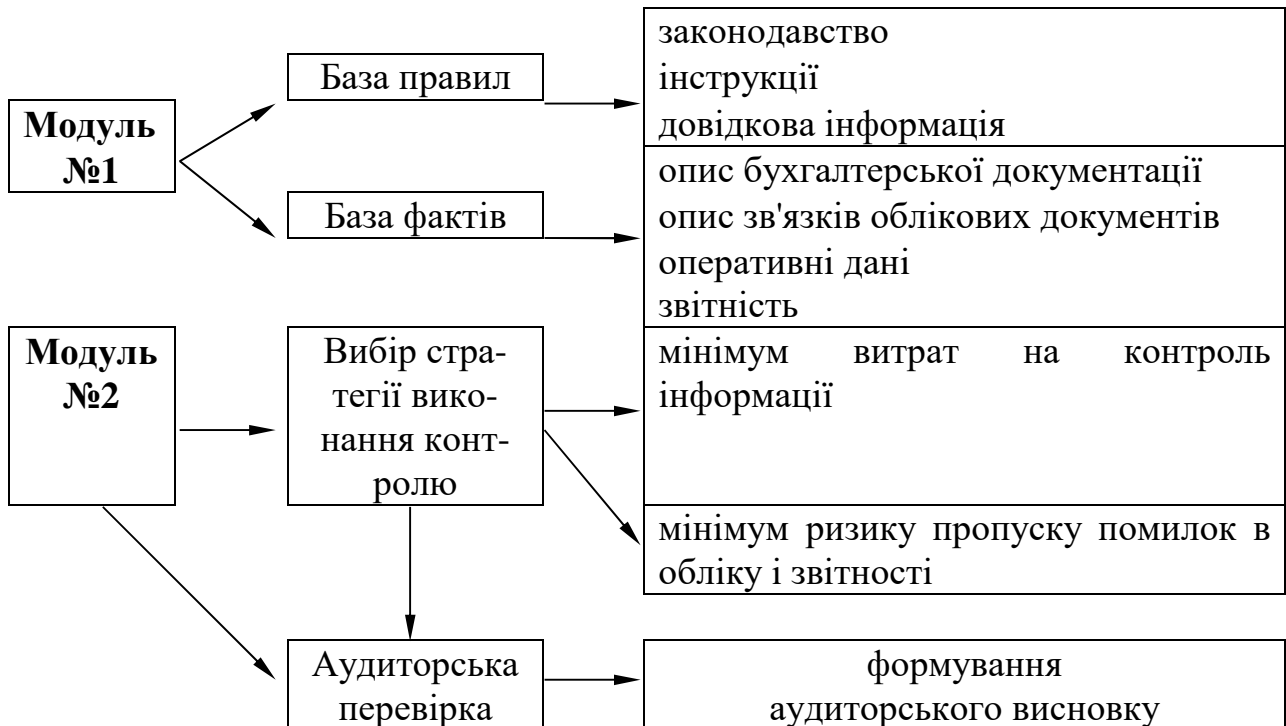 Модуль
№1
База правил
законодавство
інструкції
довідкова інформація
База фактів
опис бухгалтерської документації
опис зв'язків облікових документів
оперативні дані
звітність
Модуль
№2
Вибір стра-
тегії вико-
нання конт-
ролю
мінімум витрат на контроль
інформації
мінімум ризику пропуску помилок в
обліку і звітності
Аудиторська
перевірка
формування
аудиторського висновку